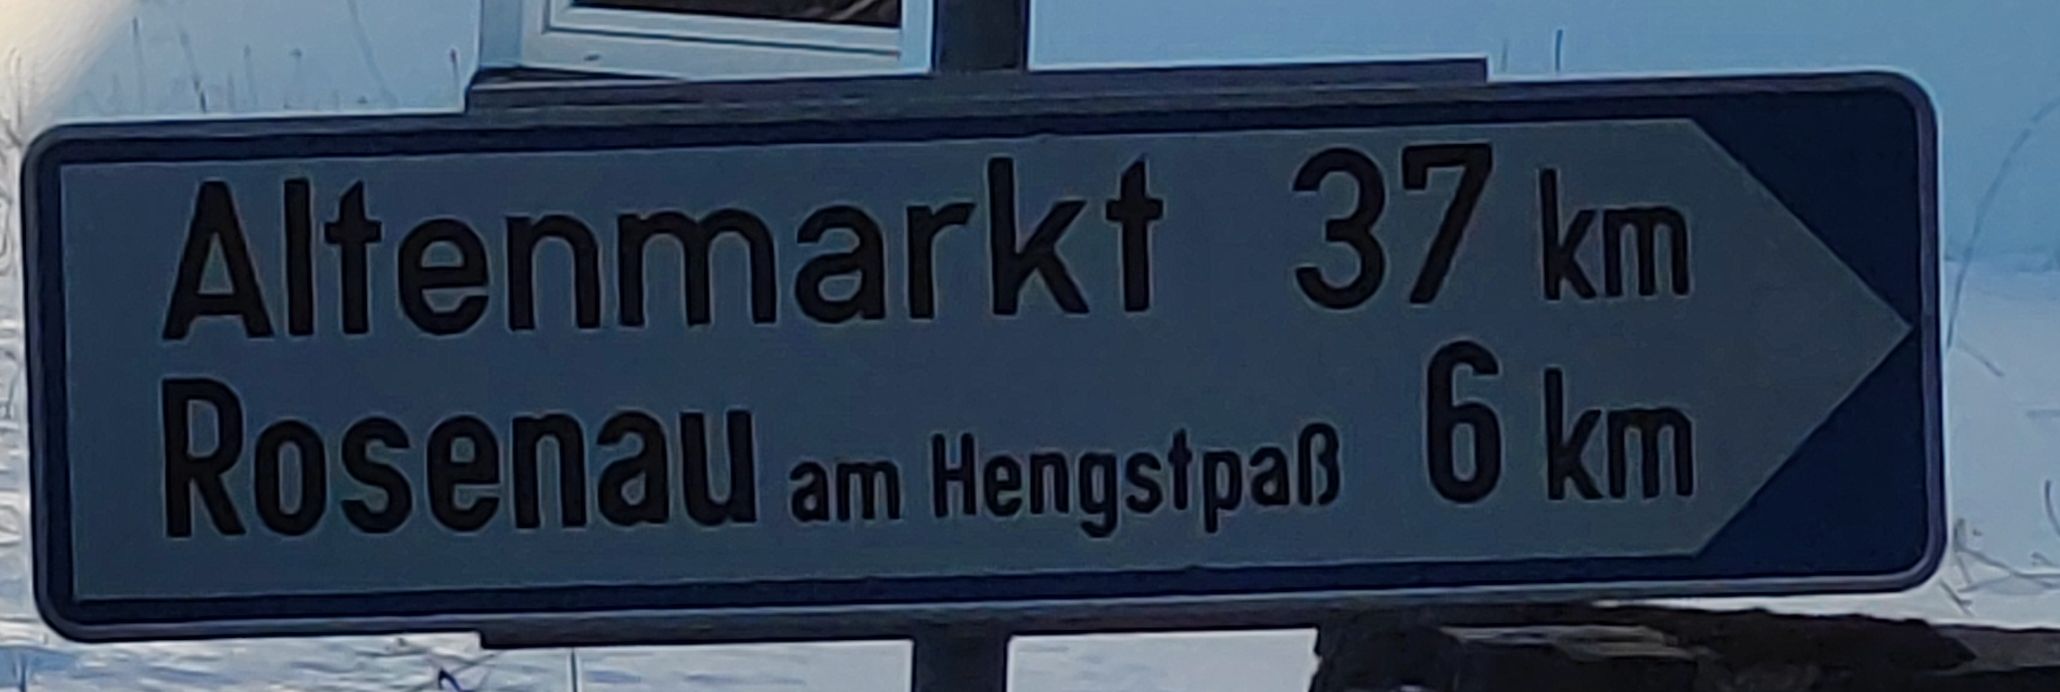 Altenmarkt 37 km
Rosenau am Hengstpaß 6 km